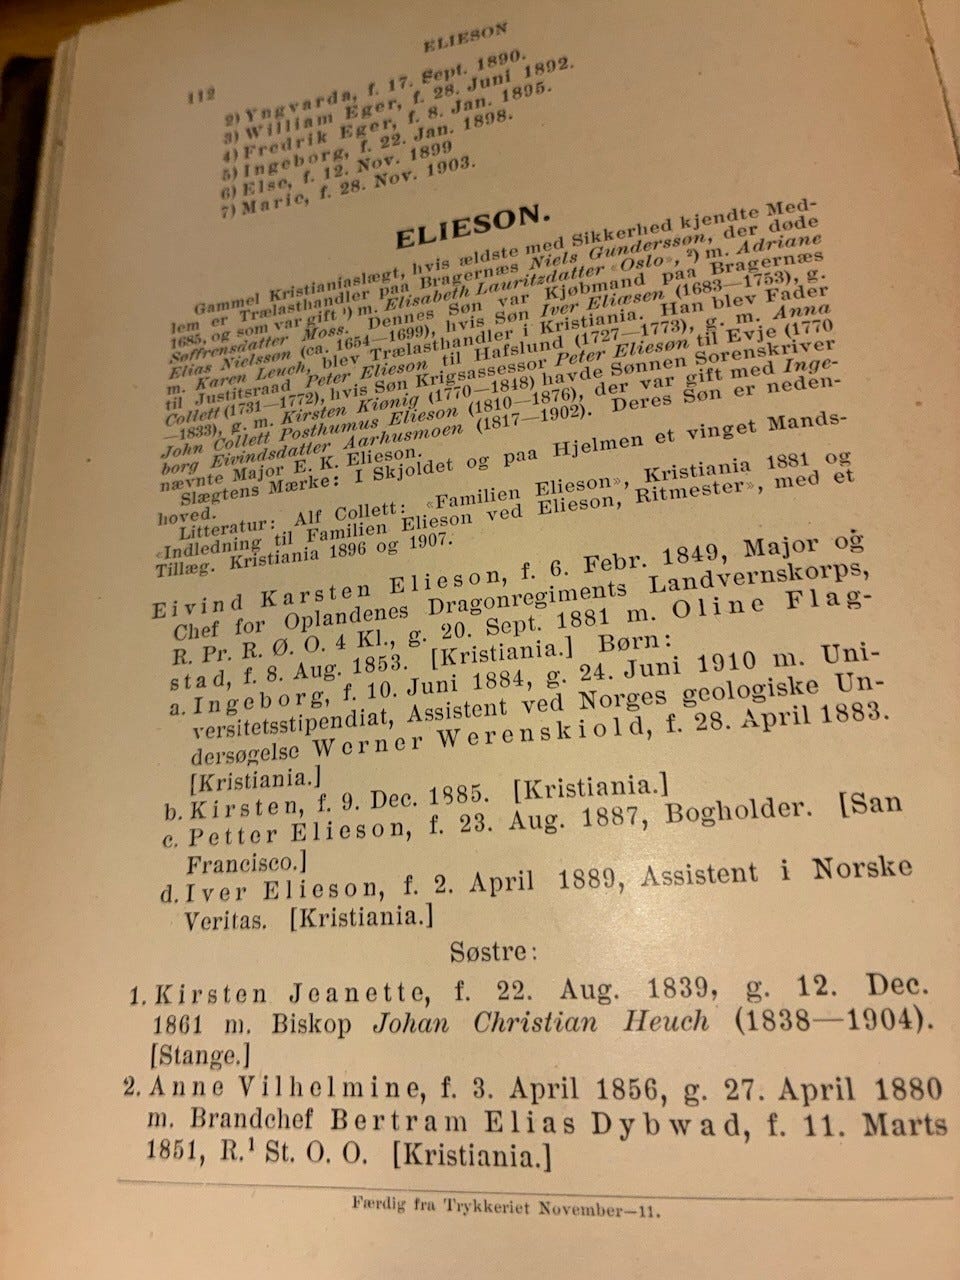 112
ELIESON
2) Yngvarda, f. 17. Sept. 1890.
3) William Eger, f. 28. Juni 1892.
4) Fredrik Eger, f. 8. Jan. 1895.
5) Ingeborg, f. 22. Jan. 1898.
6) Else, f. 12. Nov. 1899
7) Marie, f. 28. Nov. 1903.
ELIESON.
Gammel Kristianiaslægt, hvis ældste med Sikkerhed kjendte Med-
lem er Trælasthandler paa Bragernæs Niels Gunderssøn, der døde
1685, og som var gift ¹) m. Elisabeth Lauritzdatter «Oslo», ²) m. Adriane
Søffrensdatter Moss. Dennes Søn var Kjøbmand paa Bragernæs
Elias Nielssøn (ca. 1654—1699), hvis Søn Iver Eliæsen (1683—1753), g.
m. Karen Leuch, blev Trælasthandler i Kristiania. Han blev Fader
til Justitsraad Peter Elieson til Hafslund (1727—1773), g. m. Anna
Collett (1731—1772), hvis Søn Krigsassessor Peter Eliesøn til Evje (1770
—1833), g. m. Kirsten Kiønig (1770—1848) havde Sønnen Sorenskriver
John Collett Posthumus Elieson (1810—1876), der var gift med Inge-
borg Eivindsdatter Aarhusmoen (1817—1902). Deres Søn er neden-
nævnte Major E. K. Elieson.
Slægtens Mærke: I Skjoldet og paa Hjelmen et vinget Mands-
hoved.
Litteratur: Alf Collett: «Familien Elieson», Kristiania 1881 og
«Indledning til Familien Elieson ved Elieson, Ritmester», med et
Tillæg. Kristiania 1896 og 1907.
Eivind Karsten Elieson, f. 6. Febr. 1849, Major og
Chef for Oplandenes Dragonregiments Landvernskorps,
R. Pr. R. Ø. O. 4 Kl., g. 20. Sept. 1881 m. Oline Flag-
stad, f. 8. Aug. 1853. [Kristiania.] Børn:
a. Ingeborg, f. 10. Juni 1884, g. 24. Juni 1910 m. Uni-
versitetsstipendiat, Assistent ved Norges geologiske Un-
dersøgelse Werner Werenskiold, f. 28. April 1883.
[Kristiania.]
b. Kirsten, f. 9. Dec. 1885. [Kristiania.]
c. Petter Elieson, f. 23. Aug. 1887, Bogholder. [San
Francisco.]
d. Iver Elieson, f. 2. April 1889, Assistent i Norske
Veritas. [Kristiania.]
Søstre:
1. Kirsten Jeanette, f. 22. Aug. 1839, g. 12. Dec.
1861 m. Biskop Johan Christian Heuch (1838—1904).
[Stange.]
2. Anne Vilhelmine, f. 3. April 1856, g. 27. April 1880
m. Brandchef Bertram Elias Dybwad, f. 11. Marts
1851, R.¹ St. O. O. [Kristiania.]
Færdig fra Trykkeriet November—11.